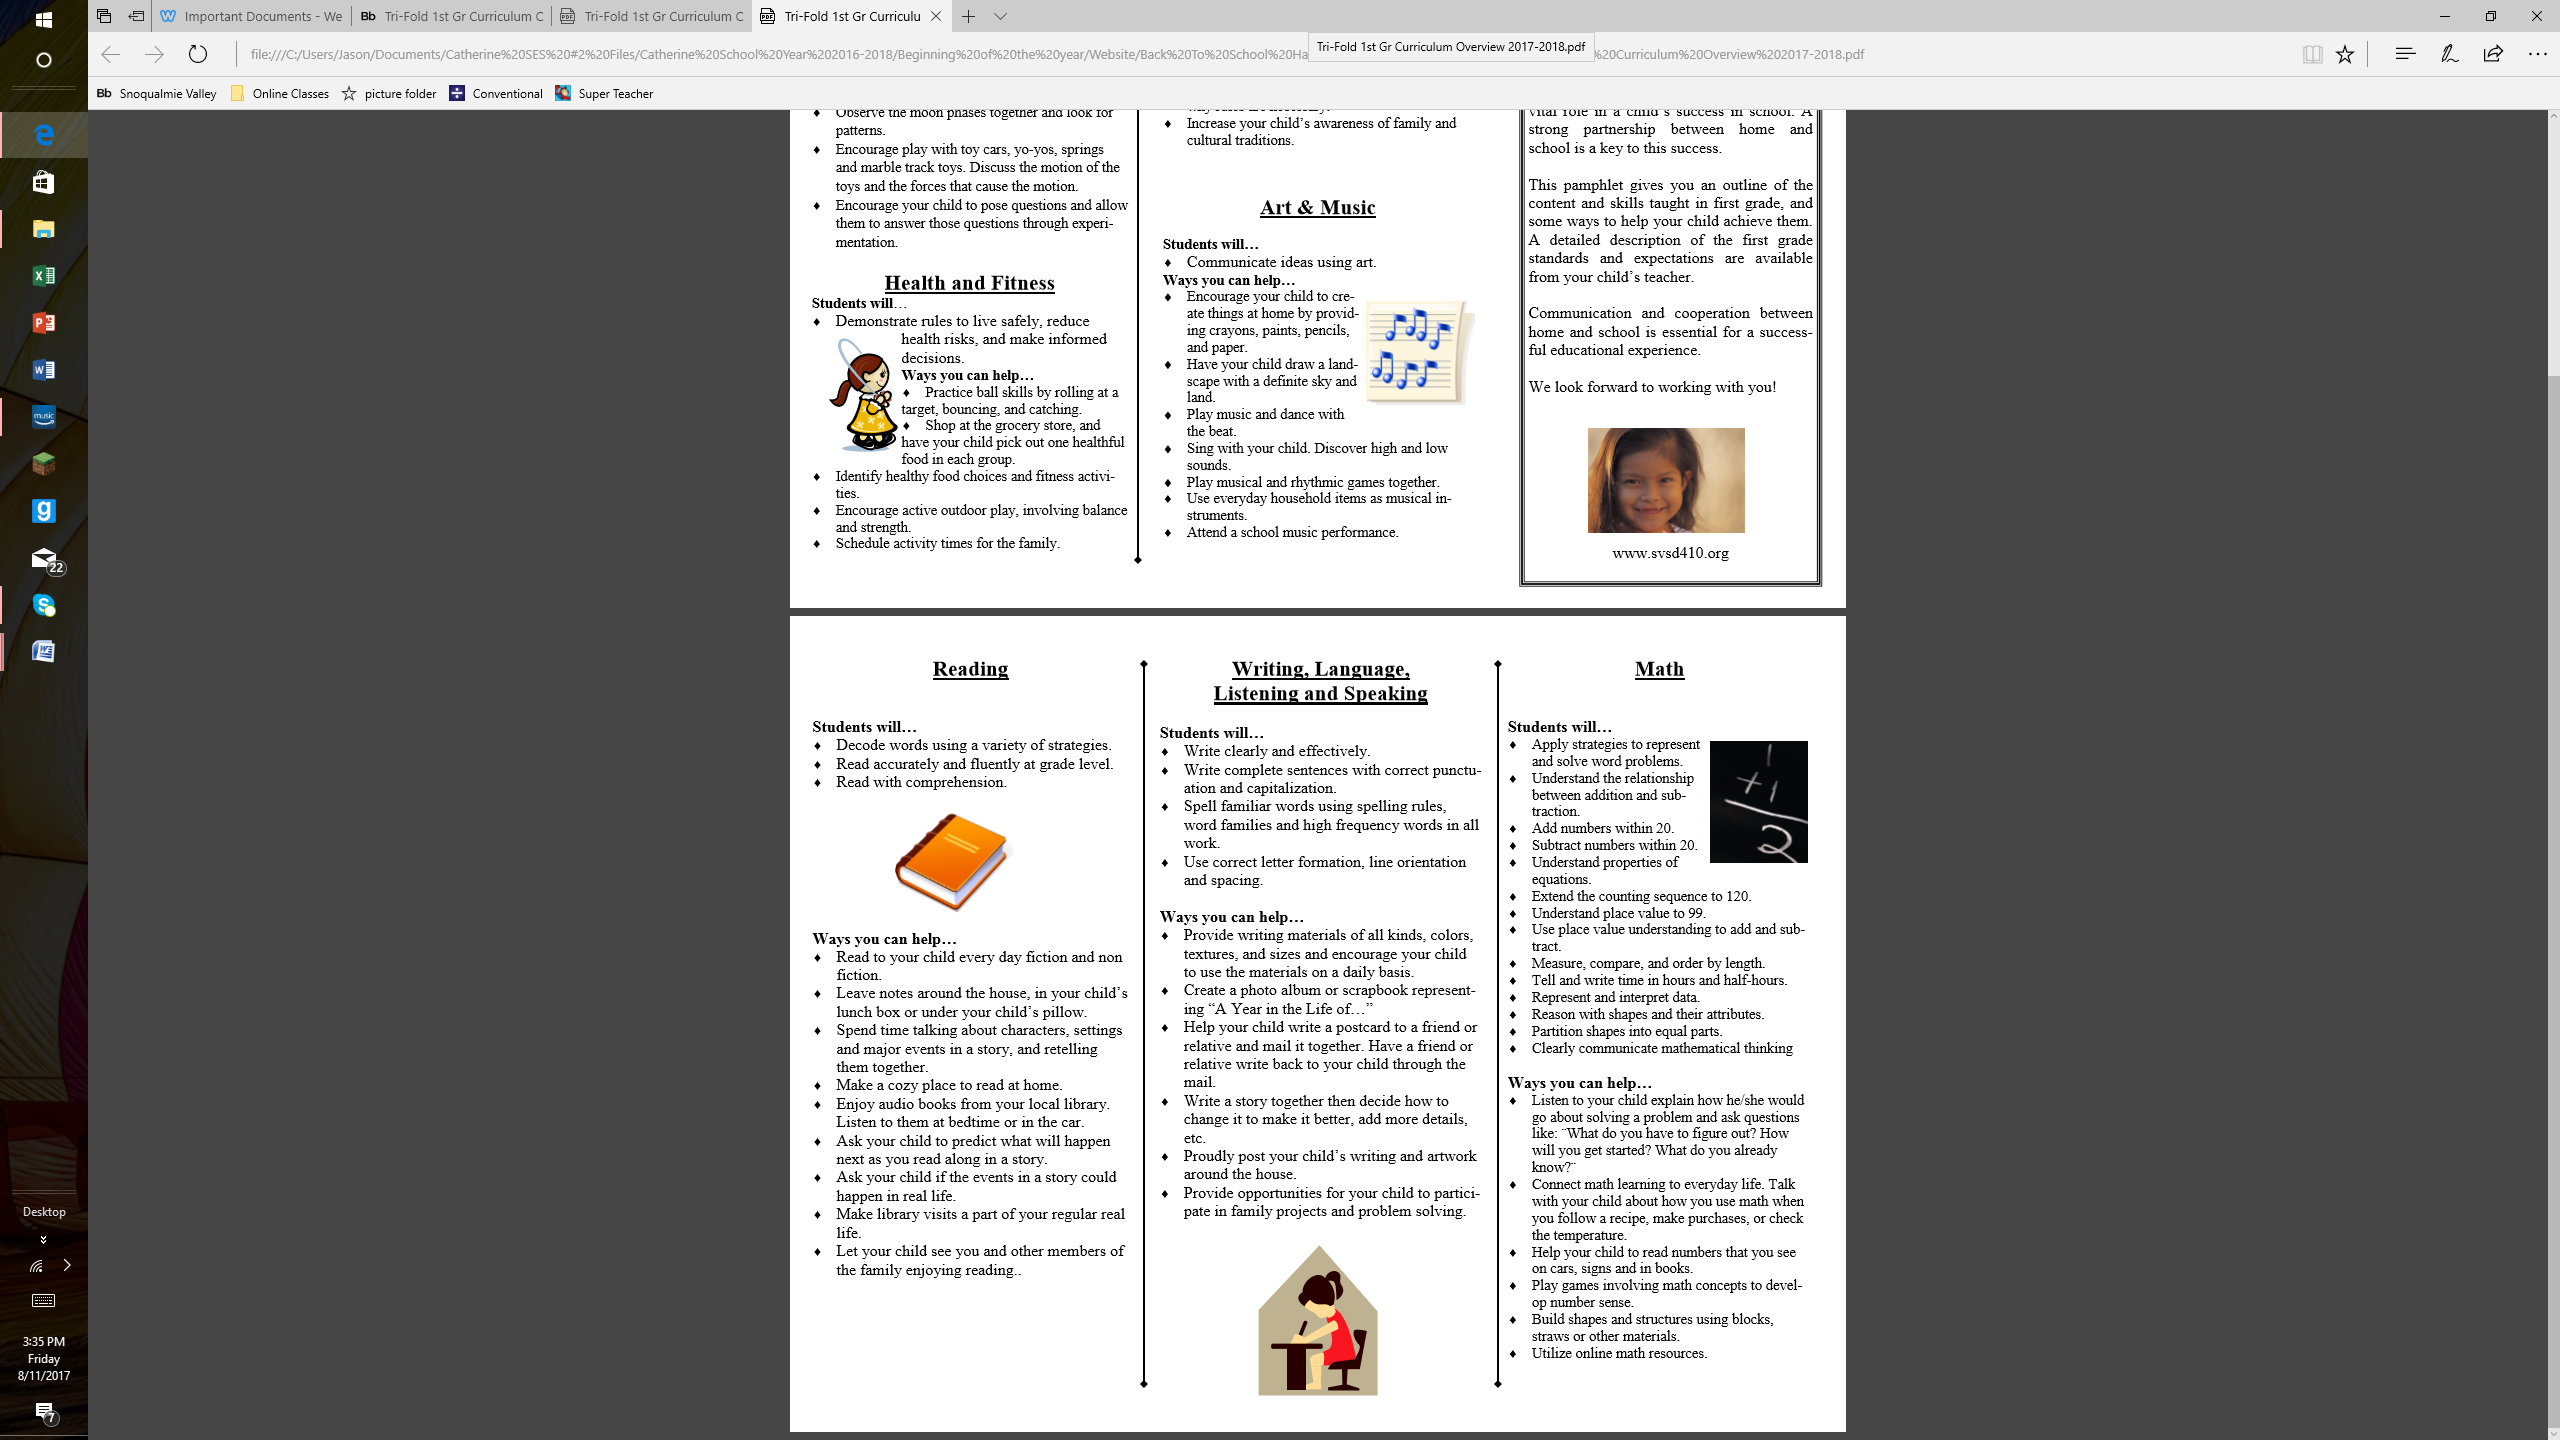 Important Documents - We
Bb Tri-Fold 1st Gr Curriculum C
Tri-Fold 1st Gr Curriculum C
Tri-Fold 1st Gr Curriculu
file:///C:/Users/Jason/Documents/Catherine%20SES%20#2%20Files/Catherine%20School%20Year%202016-2018/Beginning%20of%20the%20year/Website/Back%20To%20School%20Ha
Tri-Fold 1st Gr Curriculum Overview 2017-2018.pdf
%20Curriculum%20Overview%202017-2018.pdf
Bb Snoqualmie Valley
Online Classes
picture folder
Conventional
Super Teacher
music
22
Desktop
3:35 PM
Friday
8/11/2017
7
♦ Observe the moon phases together and look for
patterns.
♦ Encourage play with toy cars, yo-yos, springs
and marble track toys. Discuss the motion of the
toys and the forces that cause the motion.
♦ Encourage your child to pose questions and allow
them to answer those questions through experi-
mentation.
Health and Fitness
Students will…
♦ Demonstrate rules to live safely, reduce
health risks, and make informed
decisions.
Ways you can help…
♦ Practice ball skills by rolling at a
target, bouncing, and catching.
♦ Shop at the grocery store, and
have your child pick out one healthful
food in each group.
♦ Identify healthy food choices and fitness activi-
ties.
♦ Encourage active outdoor play, involving balance
and strength.
♦ Schedule activity times for the family.
♦ Increase your child's awareness of family and
cultural traditions.
Art & Music
Students will…
♦ Communicate ideas using art.
Ways you can help…
♦ Encourage your child to cre-
ate things at home by provid-
ing crayons, paints, pencils,
and paper.
♦ Have your child draw a land-
scape with a definite sky and
land.
♦ Play music and dance with
the beat.
♦ Sing with your child. Discover high and low
sounds.
♦ Play musical and rhythmic games together.
♦ Use everyday household items as musical in-
struments.
♦ Attend a school music performance.
vital role in a child's success in school. A
strong partnership between home and
school is a key to this success.
This pamphlet gives you an outline of the
content and skills taught in first grade, and
some ways to help your child achieve them.
A detailed description of the first grade
standards and expectations are available
from your child's teacher.
Communication and cooperation between
home and school is essential for a success-
ful educational experience.
We look forward to working with you!
www.svsd410.org
Reading
Students will…
♦ Decode words using a variety of strategies.
♦ Read accurately and fluently at grade level.
♦ Read with comprehension.
Ways you can help…
♦ Read to your child every day fiction and non
fiction.
♦ Leave notes around the house, in your child's
lunch box or under your child's pillow.
♦ Spend time talking about characters, settings
and major events in a story, and retelling
them together.
♦ Make a cozy place to read at home.
♦ Enjoy audio books from your local library.
Listen to them at bedtime or in the car.
♦ Ask your child to predict what will happen
next as you read along in a story.
♦ Ask your child if the events in a story could
happen in real life.
♦ Make library visits a part of your regular real
life.
♦ Let your child see you and other members of
the family enjoying reading..
Writing, Language,
Listening and Speaking
Students will…
♦ Write clearly and effectively.
♦ Write complete sentences with correct punctu-
ation and capitalization.
♦ Spell familiar words using spelling rules,
word families and high frequency words in all
work.
♦ Use correct letter formation, line orientation
and spacing.
Ways you can help…
♦ Provide writing materials of all kinds, colors,
textures, and sizes and encourage your child
to use the materials on a daily basis.
♦ Create a photo album or scrapbook represent-
ing “A Year in the Life of…”
♦ Help your child write a postcard to a friend or
relative and mail it together. Have a friend or
relative write back to your child through the
mail.
♦ Write a story together then decide how to
change it to make it better, add more details,
etc.
♦ Proudly post your child's writing and artwork
around the house.
♦ Provide opportunities for your child to partici-
pate in family projects and problem solving.
Math
Students will…
♦ Apply strategies to represent
and solve word problems.
♦ Understand the relationship
between addition and sub-
traction.
♦ Add numbers within 20.
♦ Subtract numbers within 20.
♦ Understand properties of
equations.
♦ Extend the counting sequence to 120.
♦ Understand place value to 99.
♦ Use place value understanding to add and sub-
tract.
♦ Measure, compare, and order by length.
♦ Tell and write time in hours and half-hours.
♦ Represent and interpret data.
♦ Reason with shapes and their attributes.
♦ Partition shapes into equal parts.
♦ Clearly communicate mathematical thinking
1
+1
2
Ways you can help…
♦ Listen to your child explain how he/she would
go about solving a problem and ask questions
like: ¨What do you have to figure out? How
will you get started? What do you already
know?¨
♦ Connect math learning to everyday life. Talk
with your child about how you use math when
you follow a recipe, make purchases, or check
the temperature.
♦ Help your child to read numbers that you see
on cars, signs and in books.
♦ Play games involving math concepts to devel-
op number sense.
♦ Build shapes and structures using blocks,
straws or other materials.
♦ Utilize online math resources.